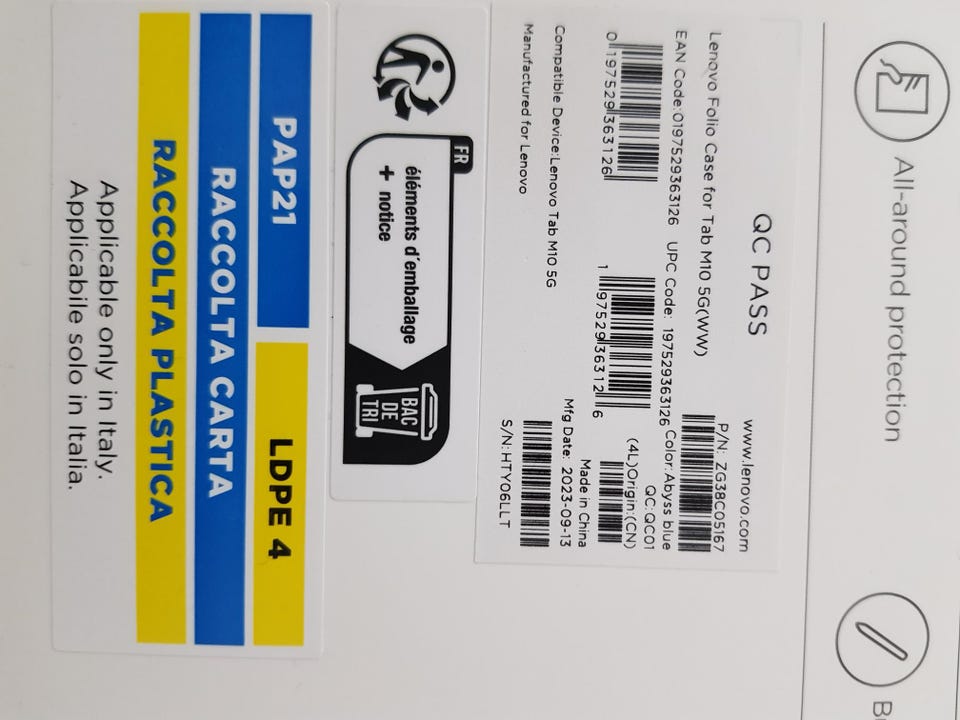 All-around protection
QC PASS
www.lenovo.com
Lenovo Folio Case for Tab M10 5G(WW)
P/N: ZG38C05167
EAN Code:0197529363126 UPC Code: 197529363126 Color:Abyss blue
QC:QC01
0 197529 363126
1 97529 36312 6
(4L)Origin:(CN)
Made in China
Compatible Device:Lenovo Tab M10 5G
Mfg Date: 2023-09-13
Manufactured for Lenovo
S/N:HTY06LLT
FR
éléments d'emballage
+ notice
BAC
DE
TRI
PAP21
LDPE 4
RACCOLTA CARTA
RACCOLTA PLASTICA
Applicable only in Italy.
Applicabile solo in Italia.